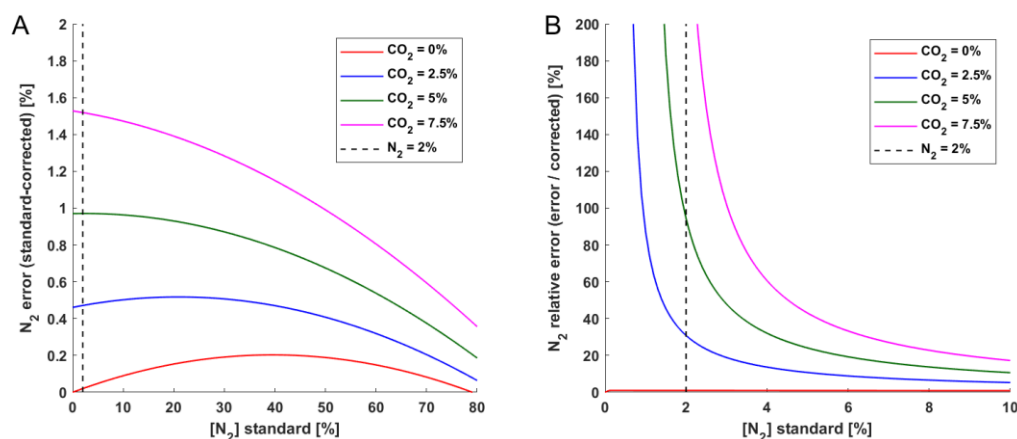 A
N₂ error (standard-corrected) [%]
2
1.8
1.6
1.4
1.2
1
0.8
0.6
0.4
0.2
0
0 10 20 30 40 50 60 70 80
[N₂] standard [%]
CO₂ = 0%
CO₂ = 2.5%
CO₂ = 5%
CO₂ = 7.5%
N₂ = 2%
B
N₂ relative error (error / corrected) [%]
200
180
160
140
120
100
80
60
40
20
0
0 2 4 6 8 10
[N₂] standard [%]
CO₂ = 0%
CO₂ = 2.5%
CO₂ = 5%
CO₂ = 7.5%
N₂ = 2%